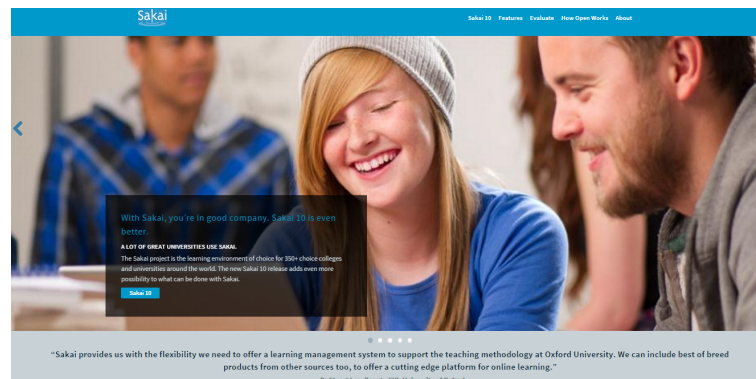 Sakai
Sakai 10 Features Evaluate How Open Works About
With Sakai, you're in good company. Sakai 10 is even
better.
A LOT OF GREAT UNIVERSITIES USE SAKAI.
The Sakai project is the learning environment of choice for 350+ choice colleges
and universities around the world. The new Sakai 10 release adds even more
possibility to what can be done with Sakai.
Sakai 10
“Sakai provides us with the flexibility we need to offer a learning management system to support the teaching methodology at Oxford University. We can include best of breed
products from other sources too, to offer a cutting edge platform for online learning.”